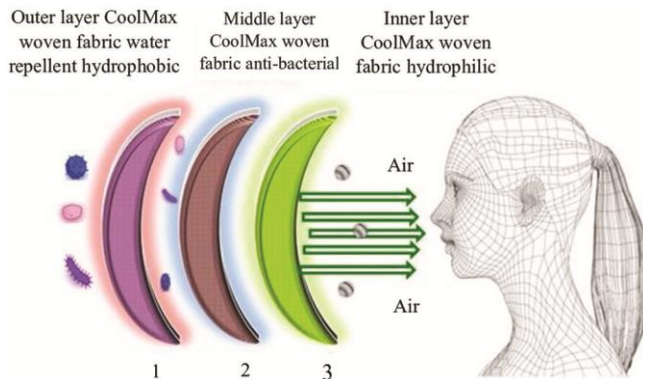 Outer layer CoolMax
woven fabric water
repellent hydrophobic
Middle layer
CoolMax woven
fabric anti-bacterial
Inner layer
CoolMax woven
fabric hydrophilic
Air
Air
1
2
3